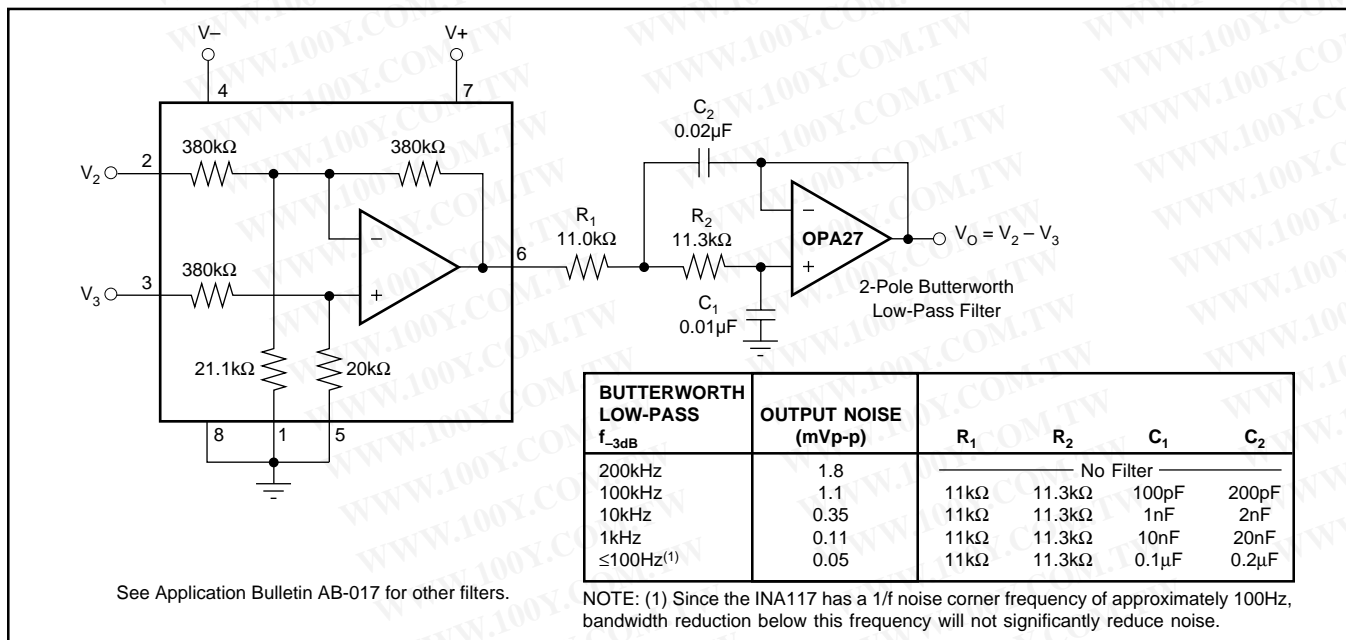 V–
V+
4
7
C2
0.02µF
380kΩ
380kΩ
V2
2
R1
11.0kΩ
R2
11.3kΩ
–
OPA27
+
VO = V2 – V3
2-Pole Butterworth
Low-Pass Filter
–
+
6
380kΩ
V3
3
C1
0.01µF
21.1kΩ
20kΩ
8
1
5
BUTTERWORTH
LOW-PASS
f–3dB
OUTPUT NOISE
(mVp-p)
R1
R2
C1
C2
200kHz 1.8 No Filter
100kHz 1.1 11kΩ 11.3kΩ 100pF 200pF
10kHz 0.35 11kΩ 11.3kΩ 1nF 2nF
1kHz 0.11 11kΩ 11.3kΩ 10nF 20nF
≤100Hz(1) 0.05 11kΩ 11.3kΩ 0.1µF 0.2µF
See Application Bulletin AB-017 for other filters.
NOTE: (1) Since the INA117 has a 1/f noise corner frequency of approximately 100Hz,
bandwidth reduction below this frequency will not significantly reduce noise.
WWW.100Y.COM.TW